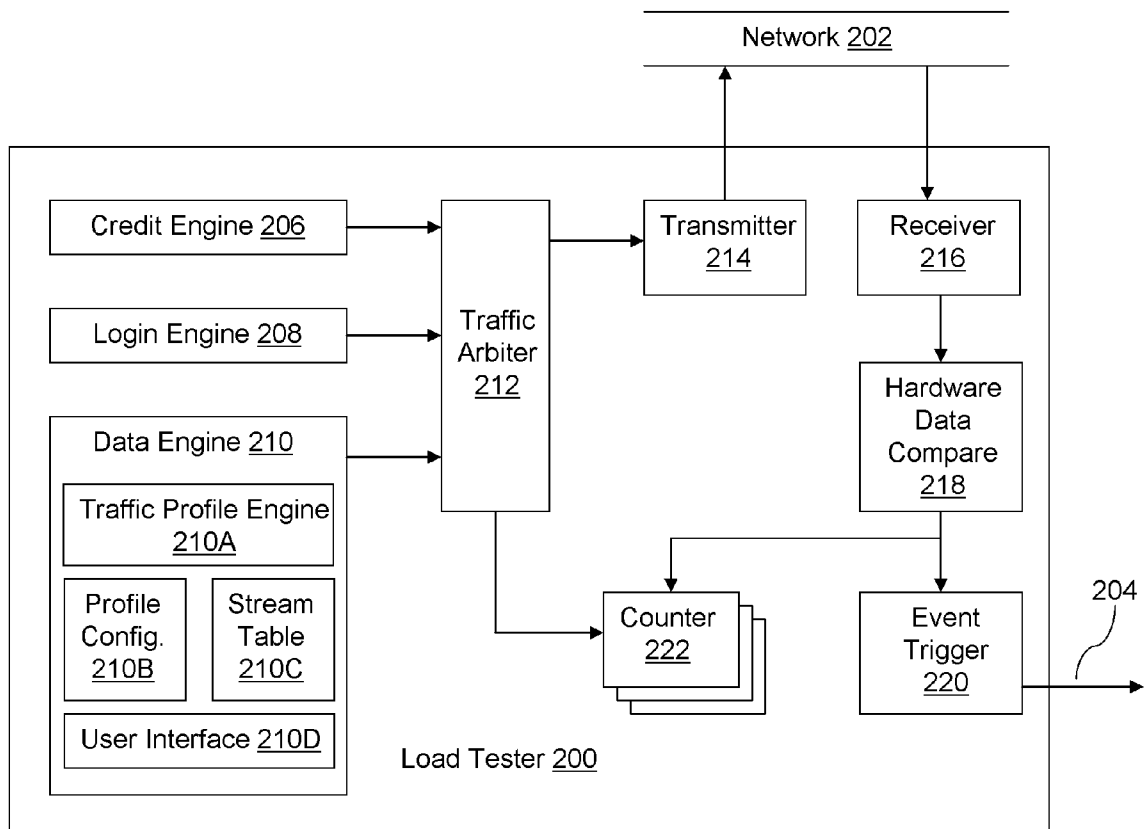 Network 202
Credit Engine 206
Login Engine 208
Data Engine 210
Traffic Profile Engine
210A
Profile
Config.
210B
Stream
Table
210C
User Interface 210D
Traffic
Arbiter
212
Transmitter
214
Receiver
216
Hardware
Data
Compare
218
Counter
222
Event
Trigger
220
204
Load Tester 200